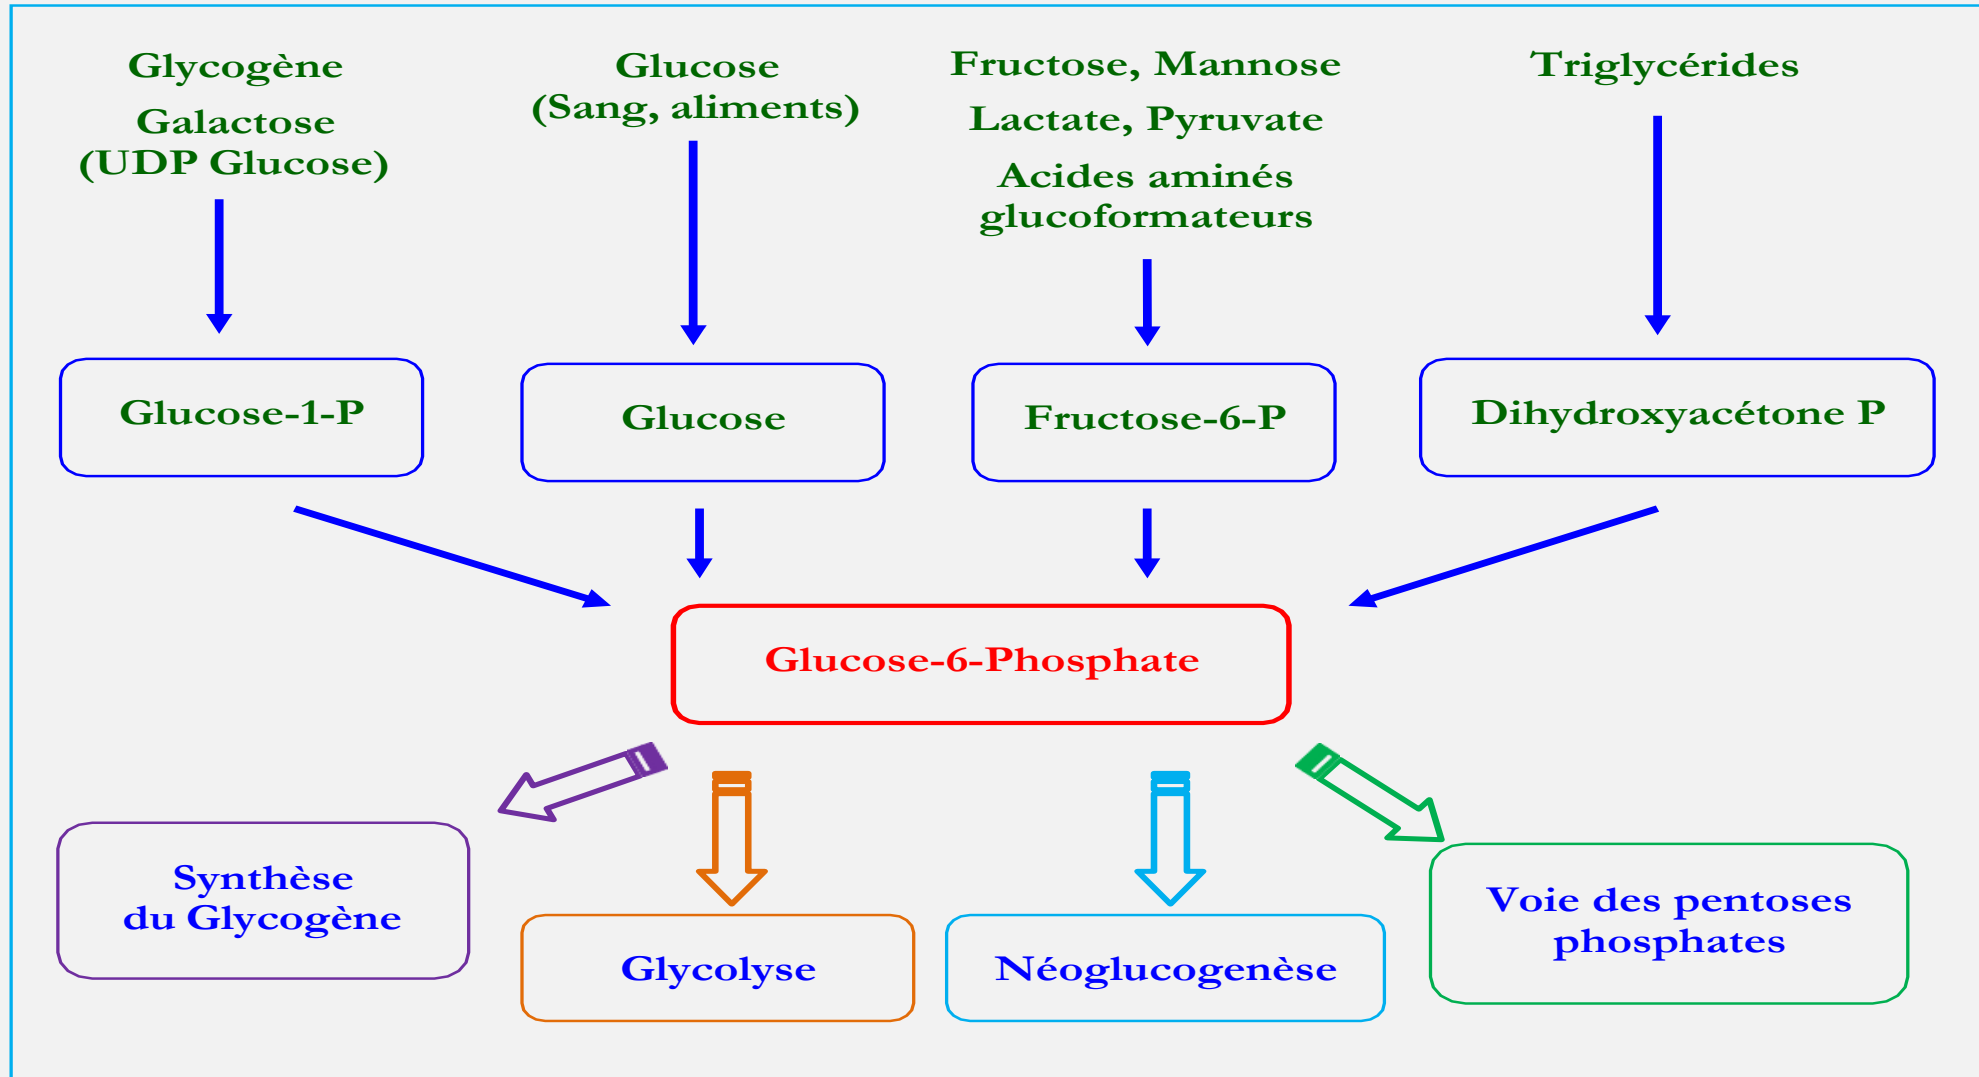 Glycogène
Galactose
(UDP Glucose)
Glucose
(Sang, aliments)
Fructose, Mannose
Lactate, Pyruvate
Acides aminés
glucoformateurs
Triglycérides
Glucose-1-P
Glucose
Fructose-6-P
Dihydroxyacétone P
Glucose-6-Phosphate
Synthèse
du Glycogène
Glycolyse
Néoglucogenèse
Voie des pentoses
phosphates